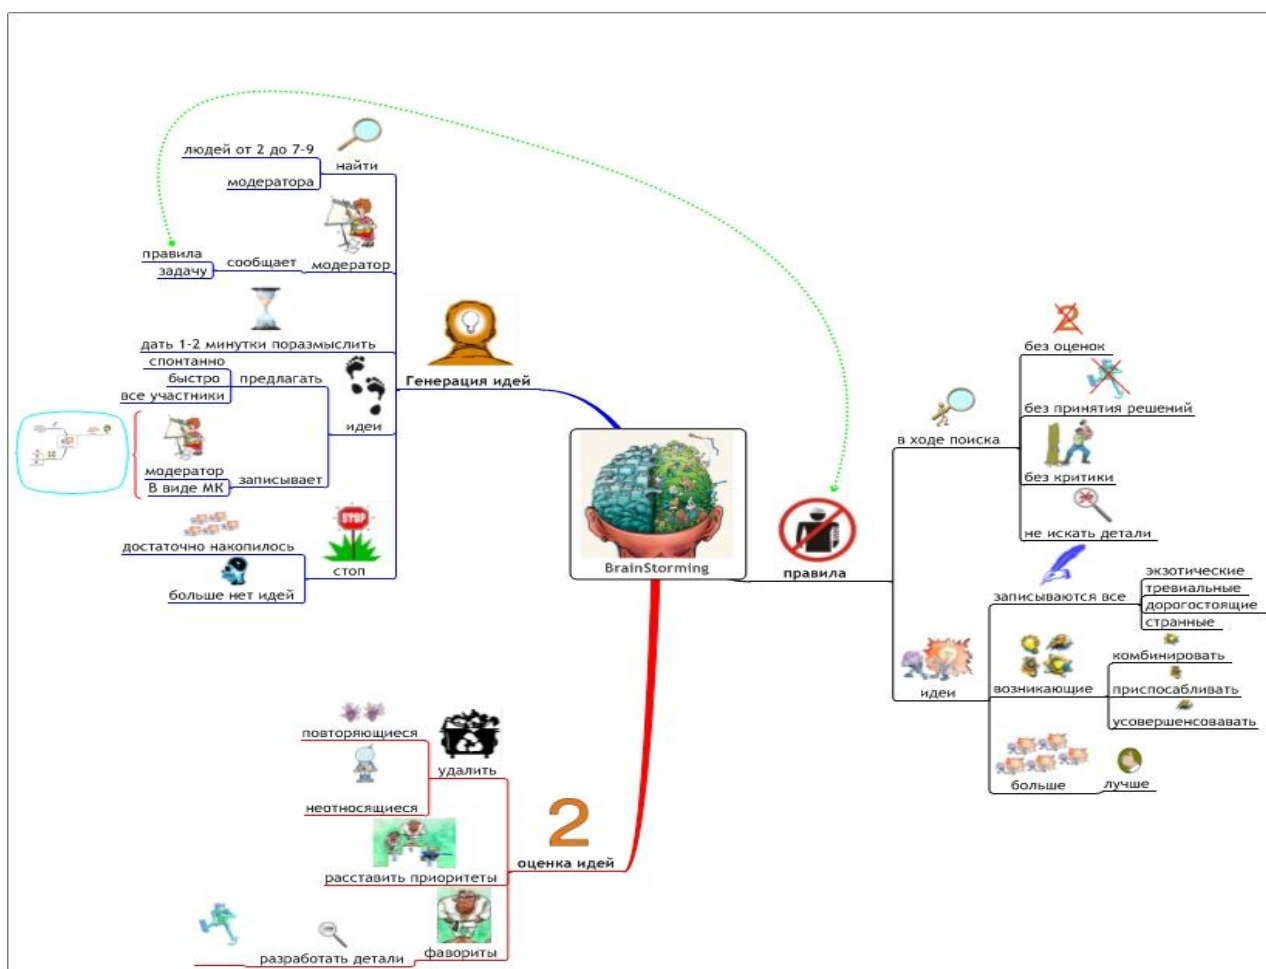 людей от 2 до 7-9
модератора
найти
правила
задачу
сообщает
модератор
дать 1-2 минутки поразмыслить
спонтанно
быстро
все участники
предлагать
идеи
модератор
В виде МК
записывает
STOP
достаточно накопилось
больше нет идей
стоп
Генерация идей
BrainStorming
правила
в ходе поиска
2
без оценок
без принятия решений
без критики
не искать детали
идеи
записываются все
экзотические
тревиальные
дорогостоящие
странные
возникающие
комбинировать
приспосабливать
усовершенсовавать
больше
лучше
2
оценка идей
удалить
повторяющиеся
неотносящиеся
расставить приоритеты
фавориты
разработать детали